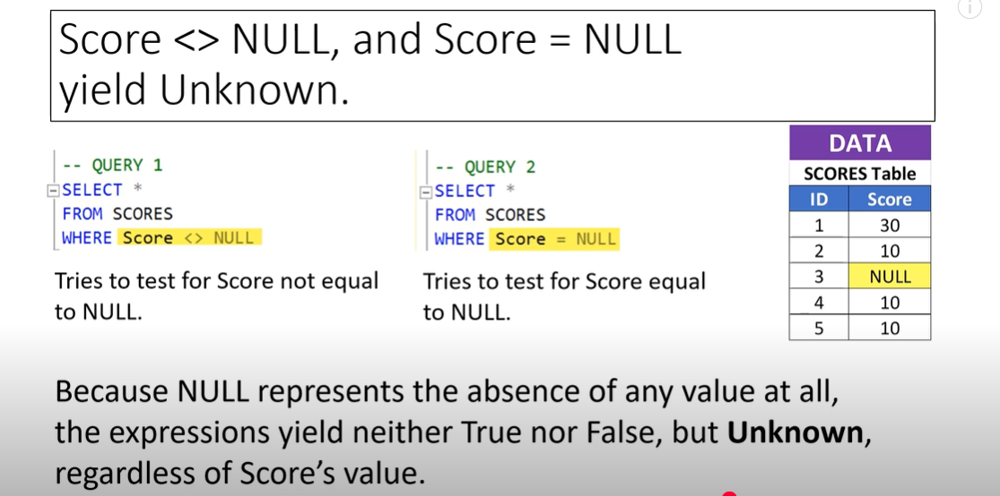 Score <> NULL, and Score = NULL
yield Unknown.
-- QUERY 1
SELECT *
FROM SCORES
WHERE Score <> NULL
Tries to test for Score not equal
to NULL.
-- QUERY 2
SELECT *
FROM SCORES
WHERE Score = NULL
Tries to test for Score equal
to NULL.
DATA
SCORES Table
ID Score
1 30
2 10
3 NULL
4 10
5 10
Because NULL represents the absence of any value at all,
the expressions yield neither True nor False, but Unknown,
regardless of Score’s value.